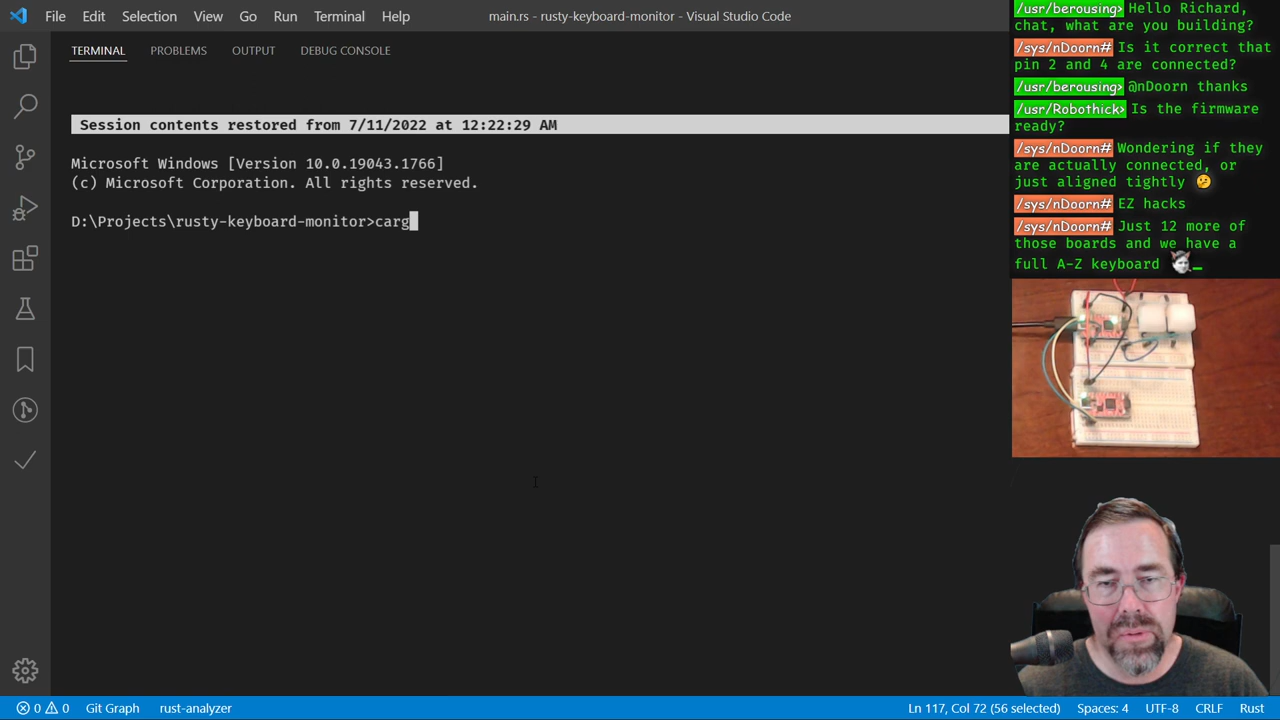 File Edit Selection View Go Run Terminal Help
main.rs - rusty-keyboard-monitor - Visual Studio Code
TERMINAL PROBLEMS OUTPUT DEBUG CONSOLE
Session contents restored from 7/11/2022 at 12:22:29 AM
Microsoft Windows [Version 10.0.19043.1766]
(c) Microsoft Corporation. All rights reserved.
D:\Projects\rusty-keyboard-monitor>carg
/usr/berousing> Hello Richard,
chat, what are you building?
/sys/nDoorn# Is it correct that
pin 2 and 4 are connected?
/usr/berousing> @nDoorn thanks
/usr/Robothick> Is the firmware
ready?
/sys/nDoorn# Wondering if they
are actually connected, or
just aligned tightly 🤔
/sys/nDoorn# EZ hacks
/sys/nDoorn# Just 12 more of
those boards and we have a
full A-Z keyboard
0 0 Git Graph rust-analyzer
Ln 117, Col 72 (56 selected) Spaces: 4 UTF-8 CRLF Rust